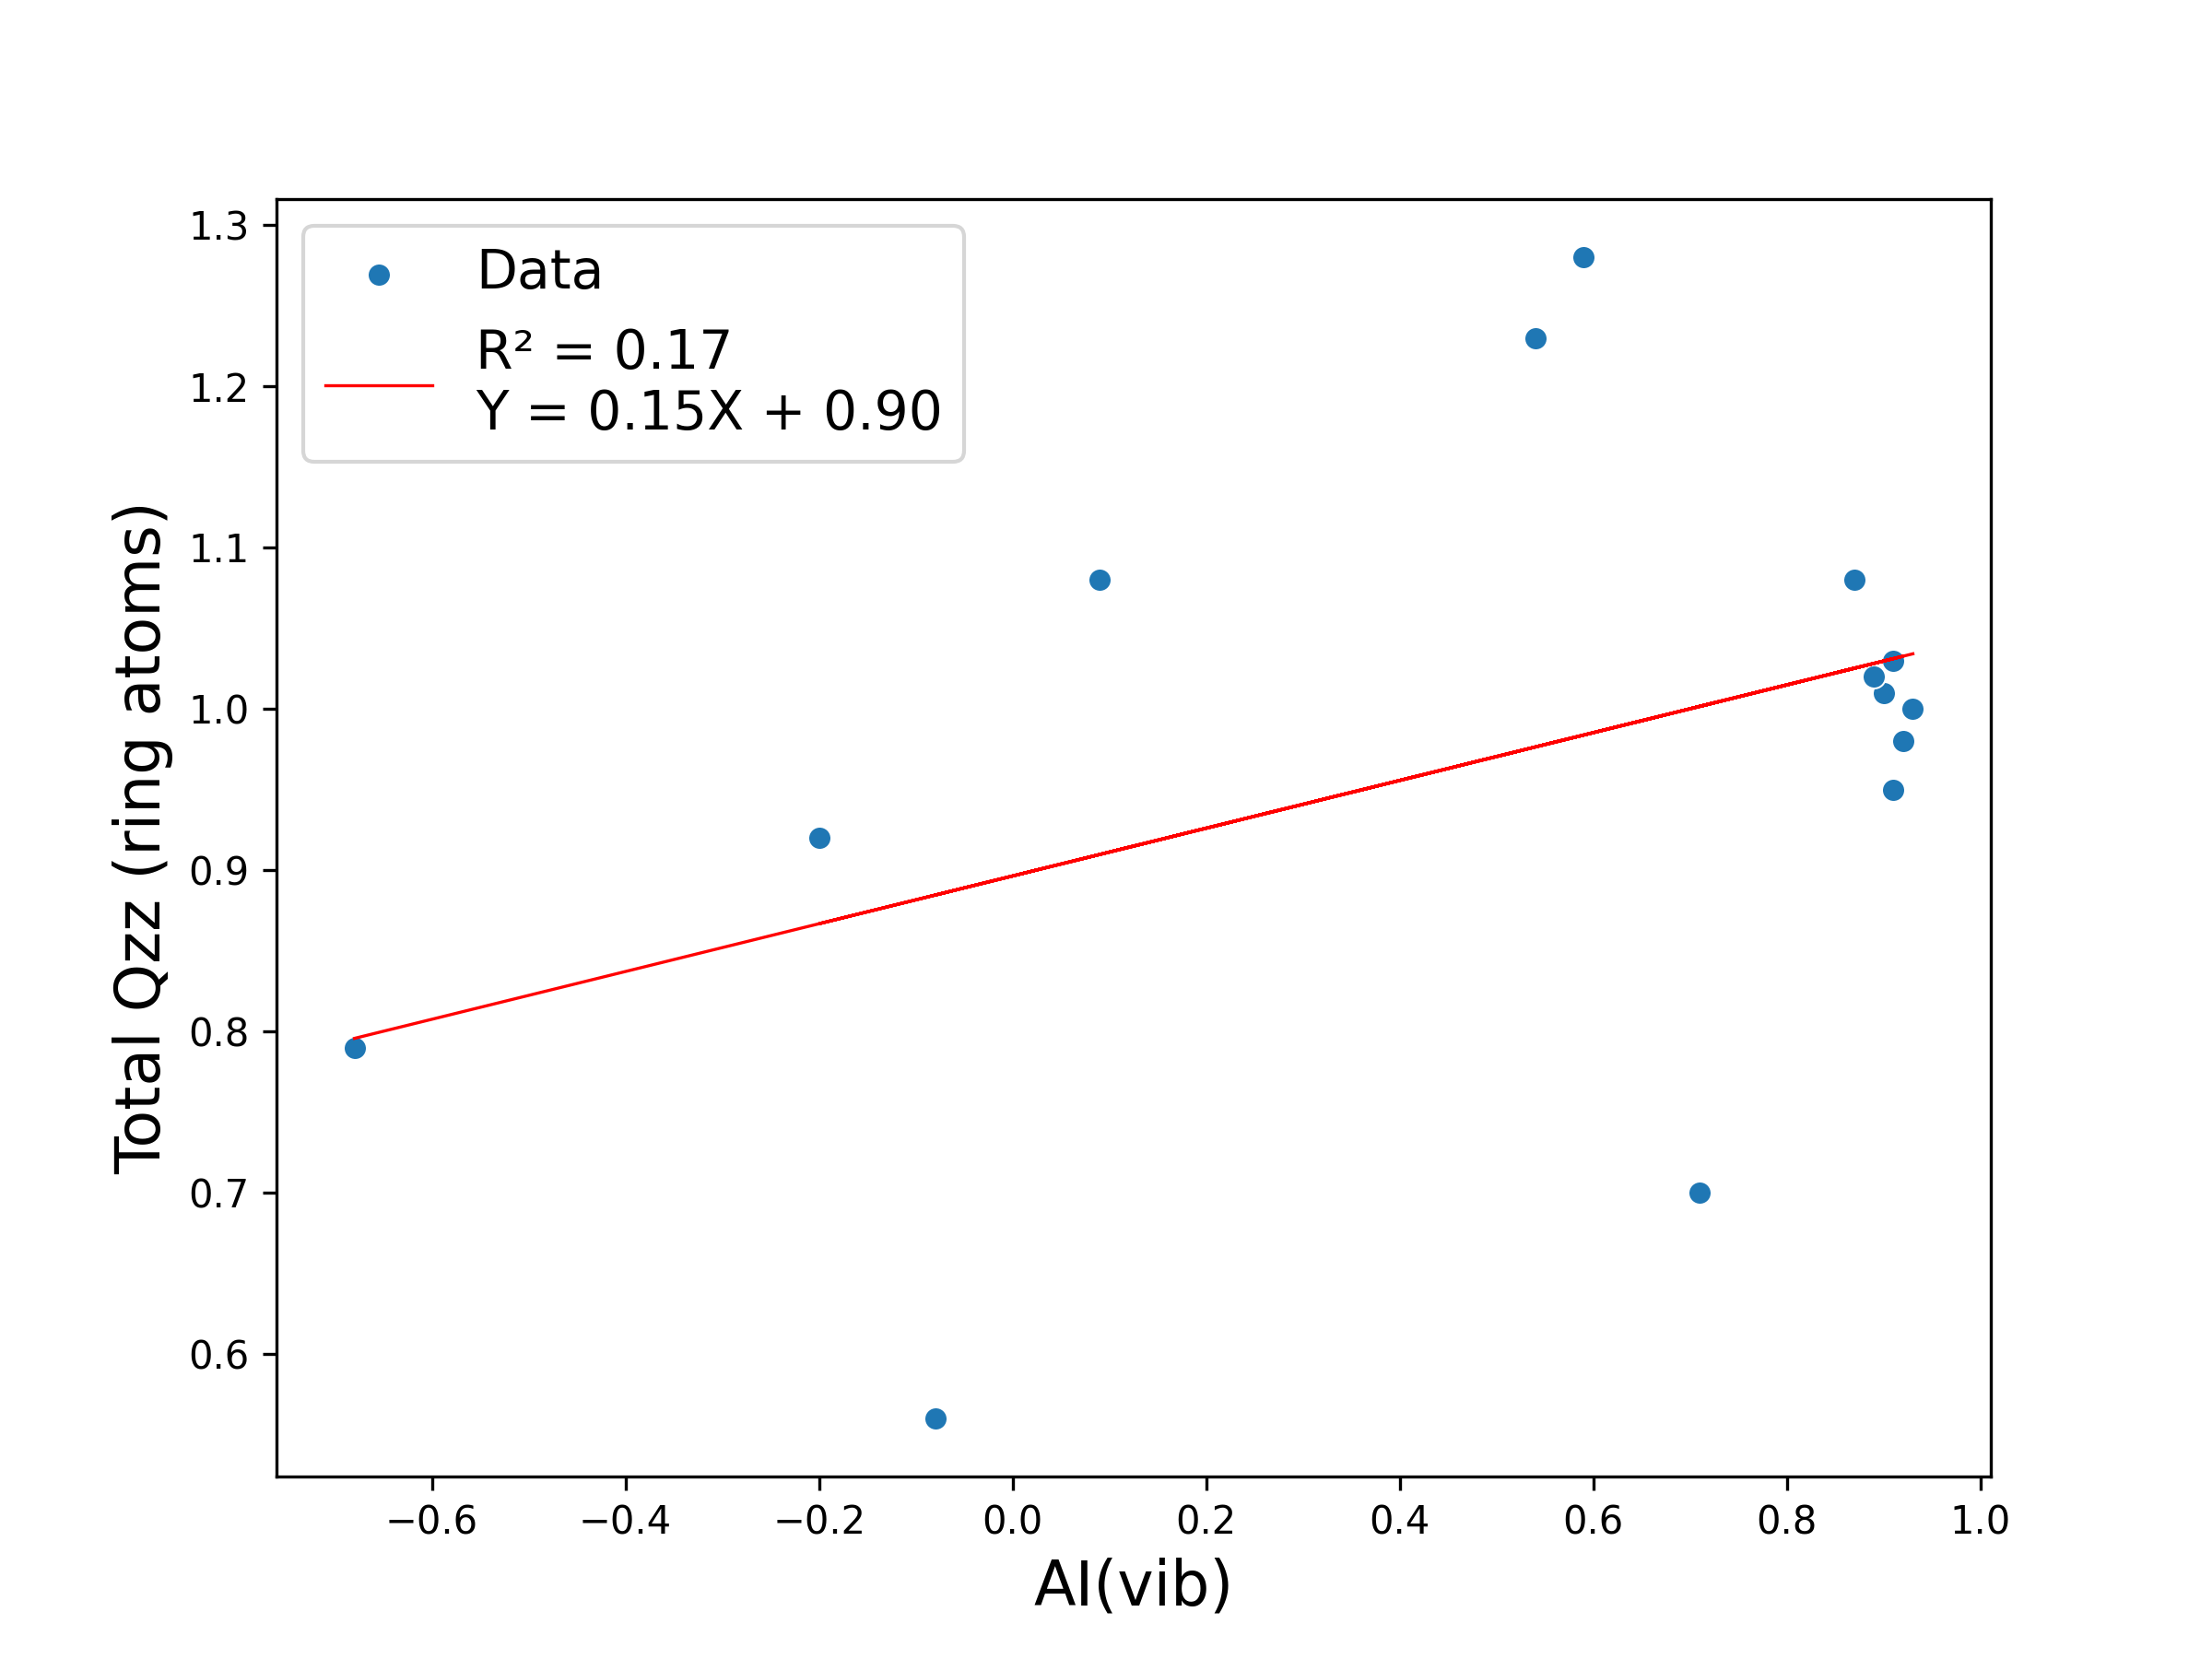 Data
R² = 0.17
Y = 0.15X + 0.90
1.3
1.2
1.1
1.0
0.9
0.8
0.7
0.6
Total Qzz (ring atoms)
−0.6 −0.4 −0.2 0.0 0.2 0.4 0.6 0.8 1.0
AI(vib)